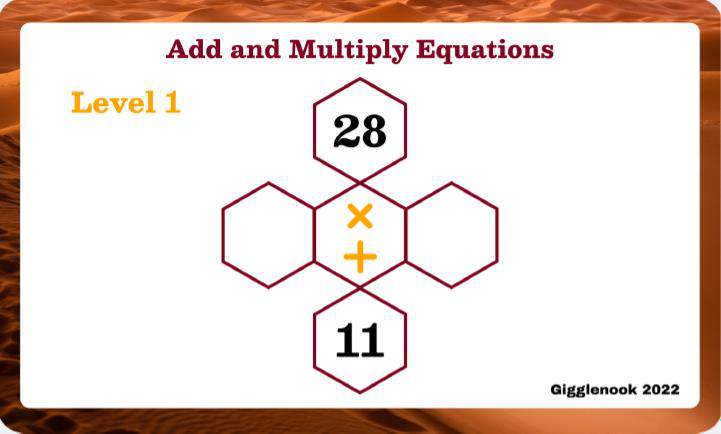 Add and Multiply Equations
Level 1
28
×
+
11
Gigglenook 2022